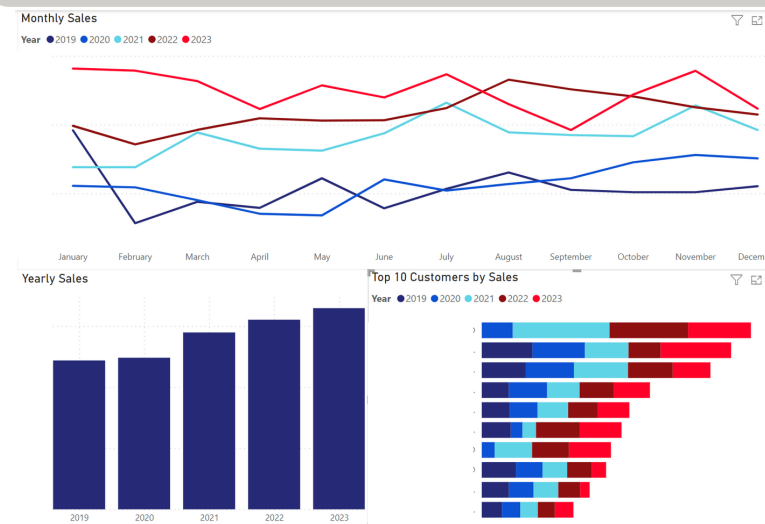 Monthly Sales
Year 2019 2020 2021 2022 2023
January February March April May June July August September October November Decem
Yearly Sales
2019 2020 2021 2022 2023
Top 10 Customers by Sales
Year 2019 2020 2021 2022 2023